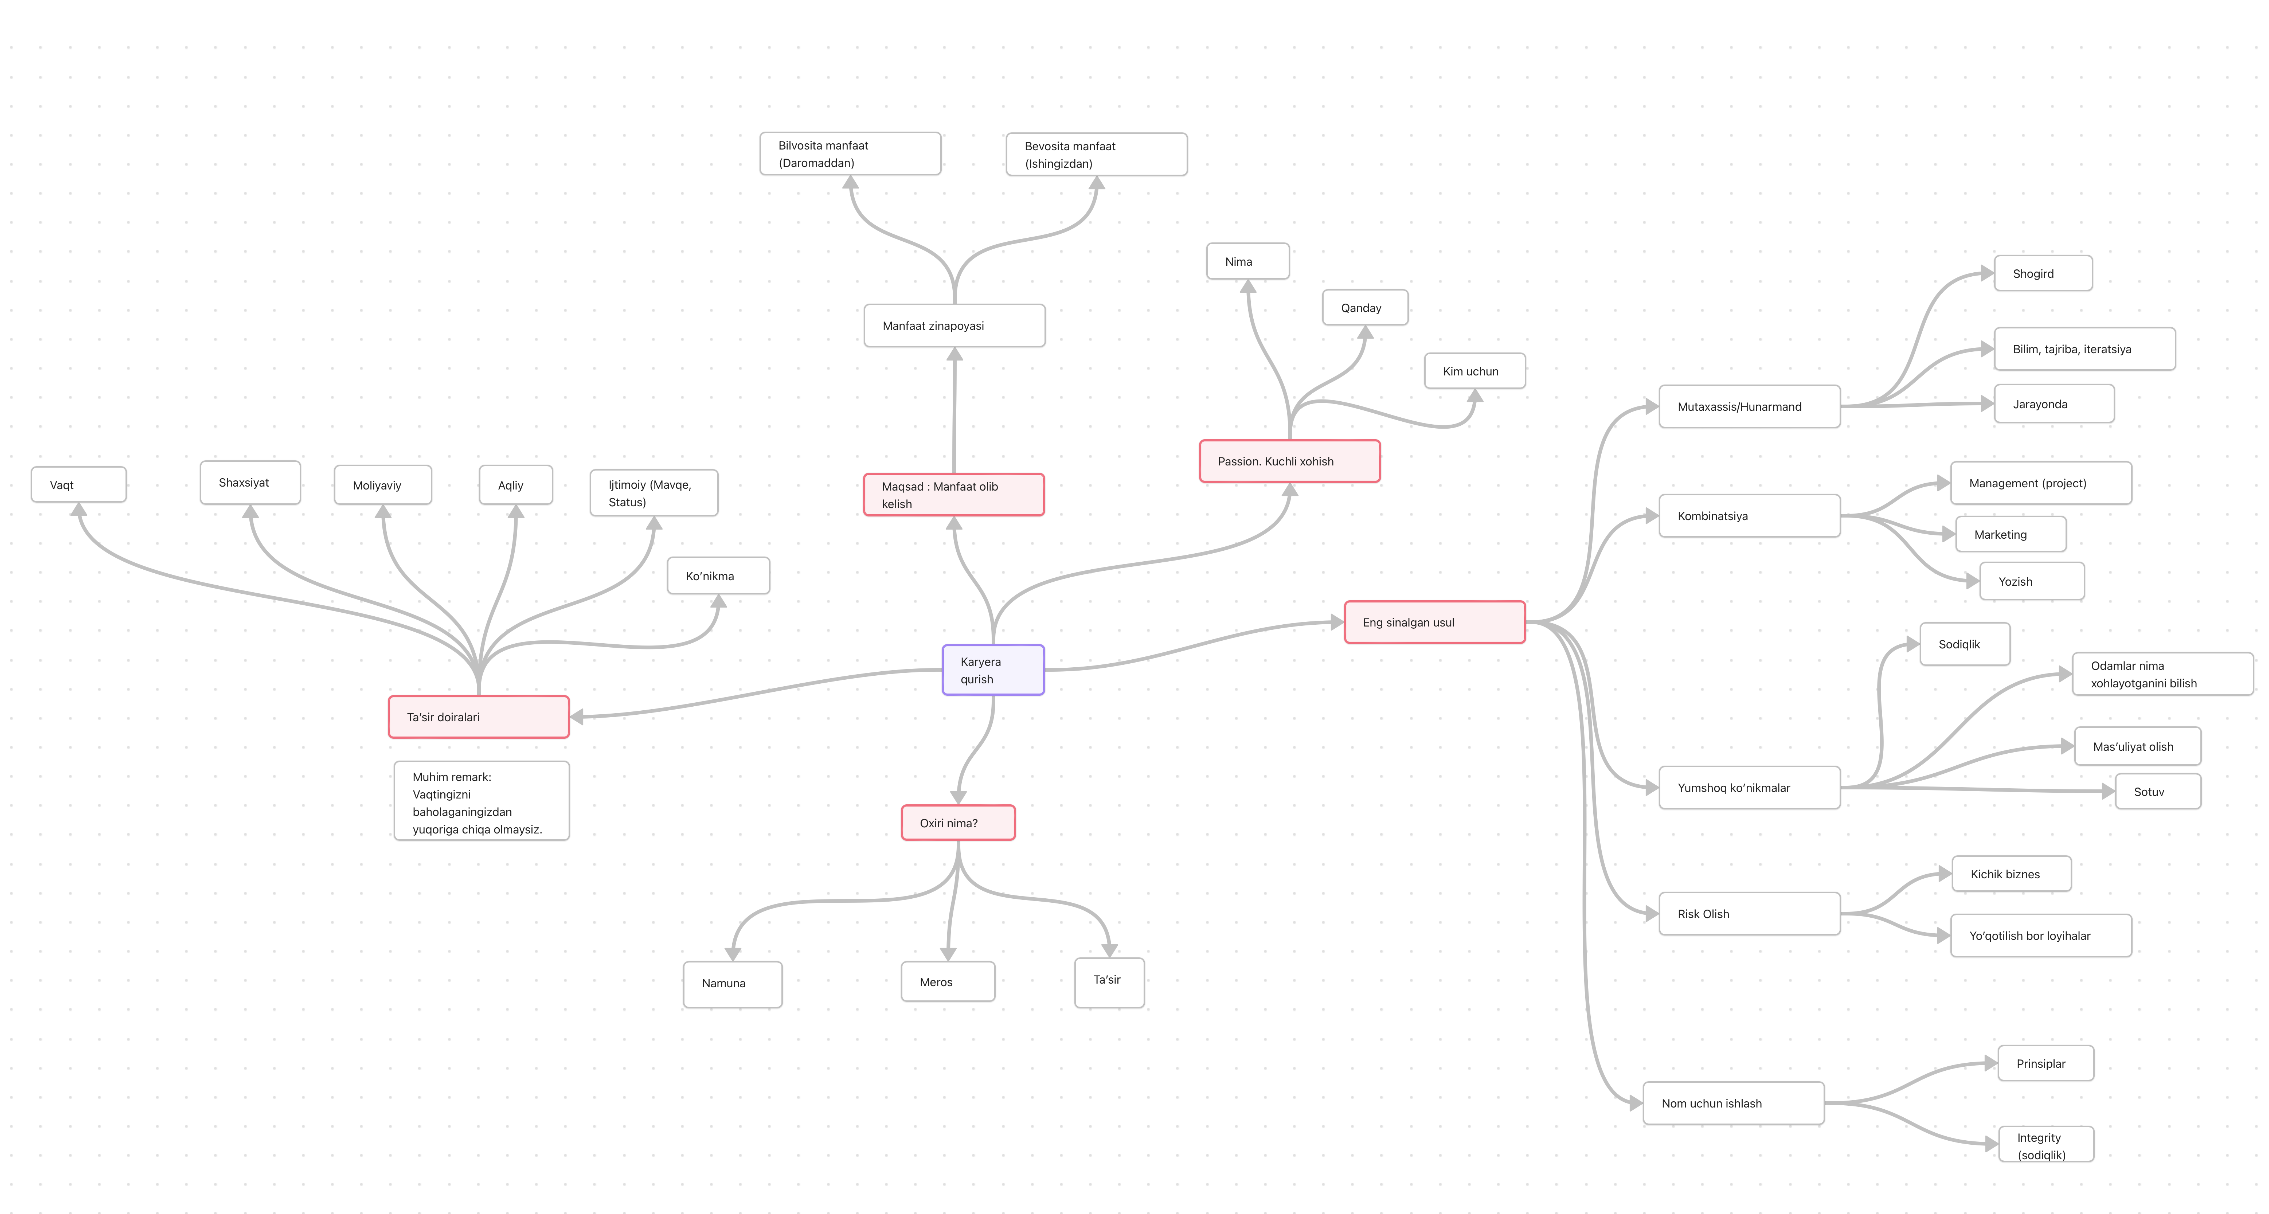 Bilvosita manfaat
(Daromaddan)
Bevosita manfaat
(Ishingizdan)
Manfaat zinapoyasi
Maqsad : Manfaat olib
kelish
Nima
Qanday
Kim uchun
Passion. Kuchli xohish
Vaqt
Shaxsiyat
Moliyaviy
Aqliy
Ijtimoiy (Mavqe,
Status)
Ko‘nikma
Ta'sir doiralari
Muhim remark:
Vaqtingizni
baholaganingizdan
yuqoriga chiqa olmaysiz.
Karyera
qurish
Oxiri nima?
Namuna
Meros
Ta’sir
Eng sinalgan usul
Mutaxassis/Hunarmand
Shogird
Bilim, tajriba, iteratsiya
Jarayonda
Kombinatsiya
Management (project)
Marketing
Yozish
Yumshoq ko‘nikmalar
Sodiqlik
Odamlar nima
xohlayotganini bilish
Mas’uliyat olish
Sotuv
Risk Olish
Kichik biznes
Yo‘qotilish bor loyihalar
Nom uchun ishlash
Prinsiplar
Integrity
(sodiqlik)